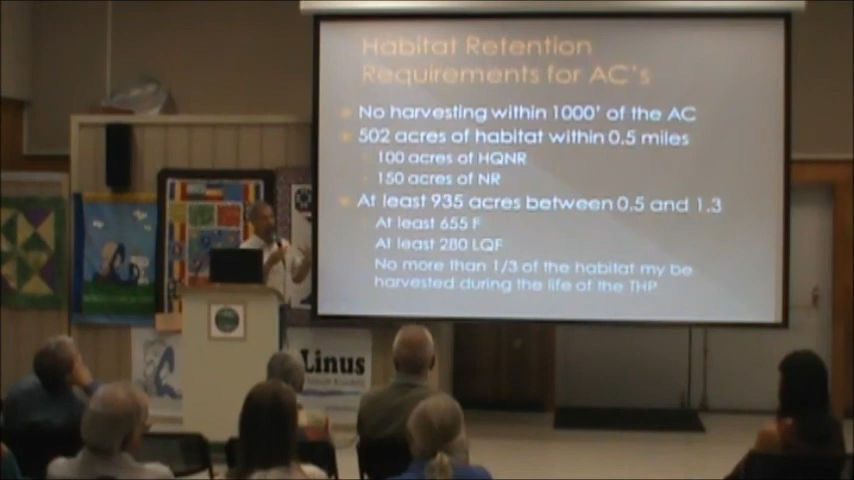 Habitat Retention
Requirements for AC's
No harvesting within 1000' of the AC
502 acres of habitat within 0.5 miles
100 acres of HQNR
150 acres of NR
At least 935 acres between 0.5 and 1.3
At least 655 F
At least 280 LQF
No more than 1/3 of the habitat my be
harvested during the life of the THP
Linus